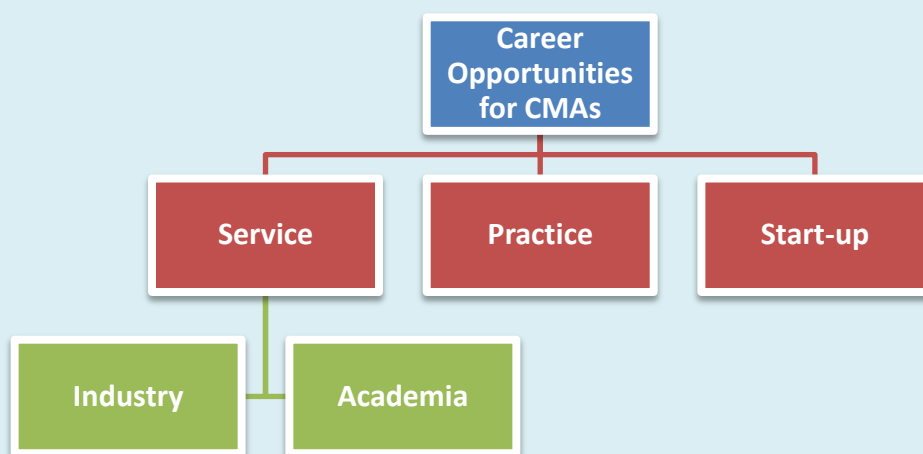 Career
Opportunities
for CMAs
Service
Practice
Start-up
Industry
Academia